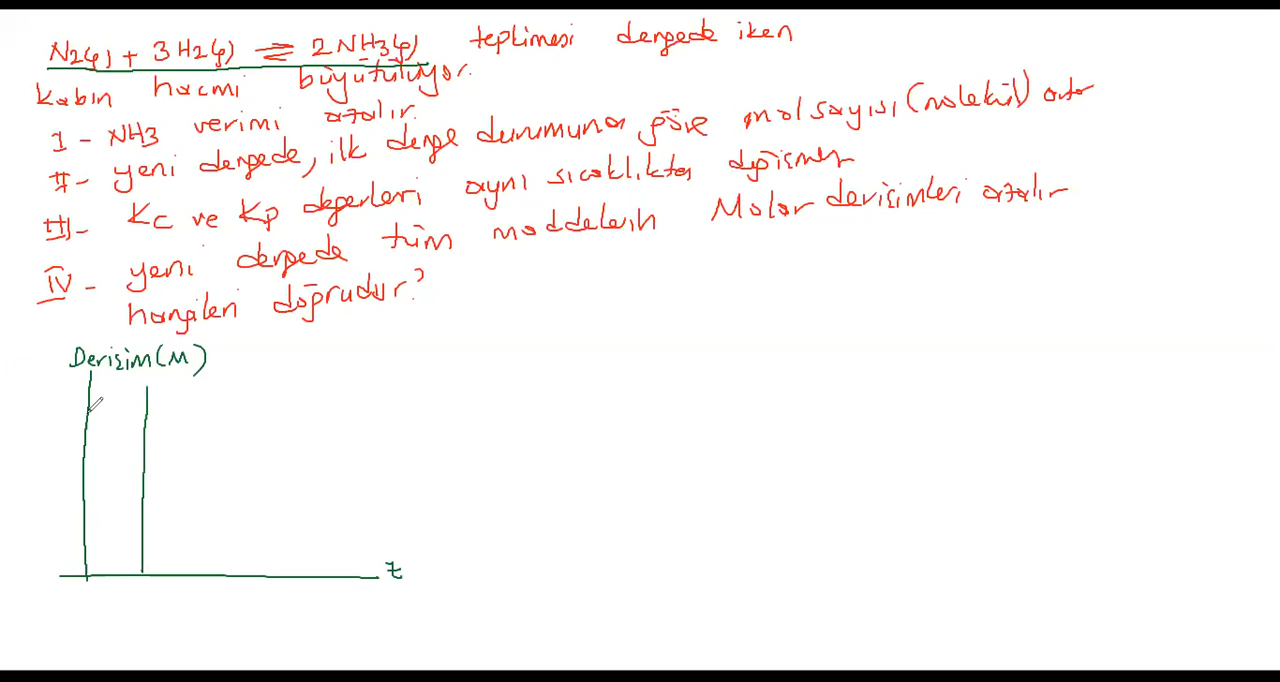 N2(g) + 3H2(g) ⇌ 2NH3(g) tepkimesi dengede iken
kabın hacmi büyütülüyor.
I- NH3 verimi azalır.
II- yeni dengede, ilk denge durumuna göre mol sayısı (molekül) artar
III- Kc ve Kp değerleri aynı sıcaklıkta değişmez
IV- yeni dengede tüm maddelerin Molar derişimleri azalır
hangileri doğrudur?
Derişim(M)
t